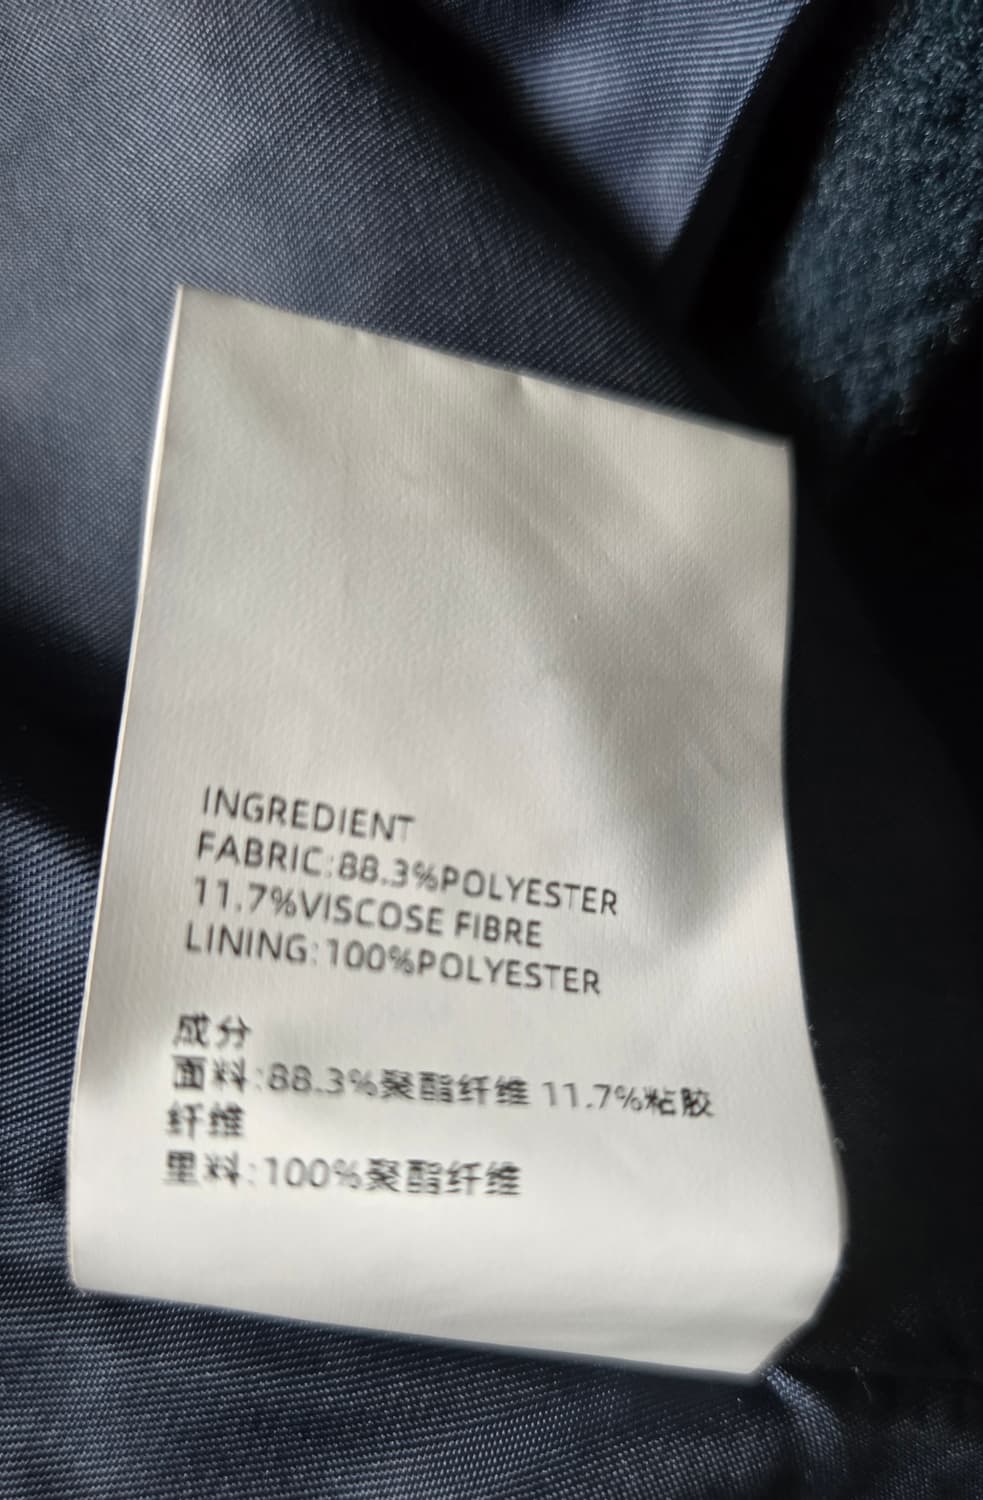 INGREDIENT
FABRIC:88.3%POLYESTER
11.7%VISCOSE FIBRE
LINING:100%POLYESTER
成分
面料:88.3%聚酯纤维 11.7%粘胶
纤维
里料:100%聚酯纤维